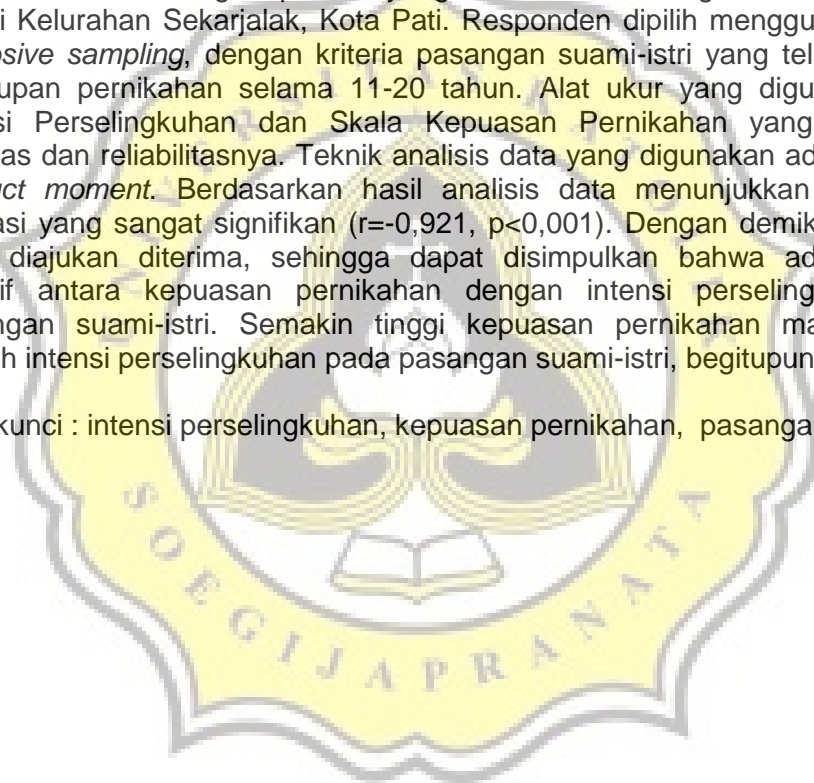 i Kelurahan Sekarjalak, Kota Pati. Responden dipilih menggu
osive sampling, dengan kriteria pasangan suami-istri yang tel
upan pernikahan selama 11-20 tahun. Alat ukur yang digu
si Perselingkuhan dan Skala Kepuasan Pernikahan yang
as dan reliabilitasnya. Teknik analisis data yang digunakan ad
uct moment. Berdasarkan hasil analisis data menunjukkan
asi yang sangat signifikan (r=-0,921, p<0,001). Dengan demik
diajukan diterima, sehingga dapat disimpulkan bahwa ad
if antara kepuasan pernikahan dengan intensi perseling
ngan suami-istri. Semakin tinggi kepuasan pernikahan ma
h intensi perselingkuhan pada pasangan suami-istri, begitupun
kunci : intensi perselingkuhan, kepuasan pernikahan, pasanga
UNIVERSITAS KATOLIK
SOEGIJAPRANATA